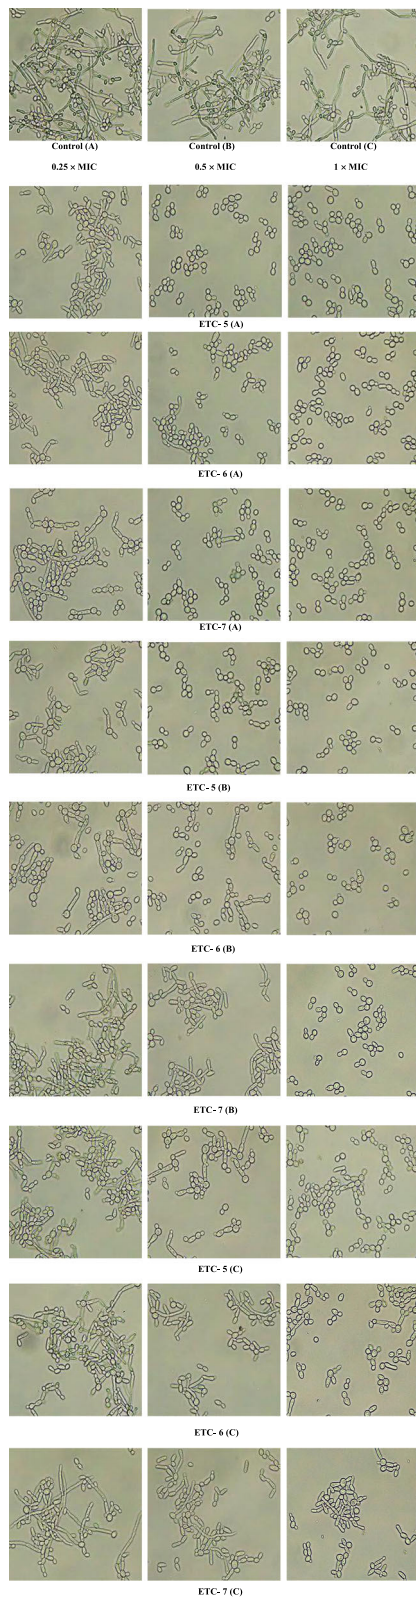 Control (A) Control (B) Control (C)
0.25 × MIC 0.5 × MIC 1 × MIC
ETC- 5 (A)
ETC- 6 (A)
ETC-7 (A)
ETC- 5 (B)
ETC- 6 (B)
ETC- 7 (B)
ETC- 5 (C)
ETC- 6 (C)
ETC- 7 (C)